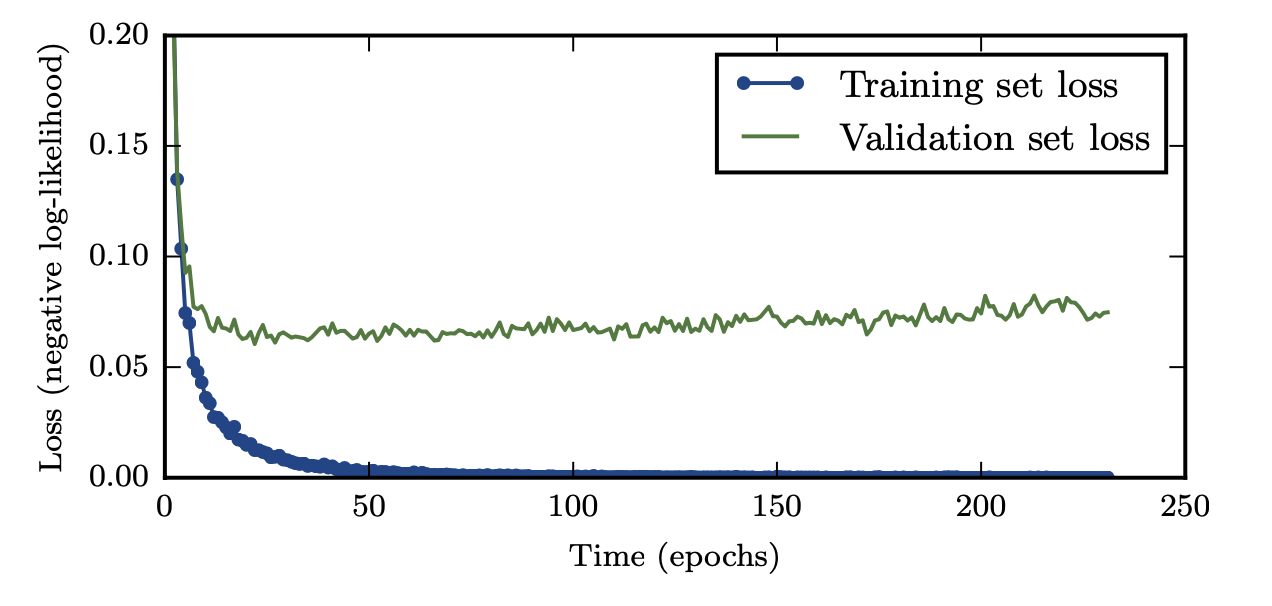 Loss (negative log-likelihood)
0.20
0.15
0.10
0.05
0.00
Training set loss
Validation set loss
0 50 100 150 200 250
Time (epochs)